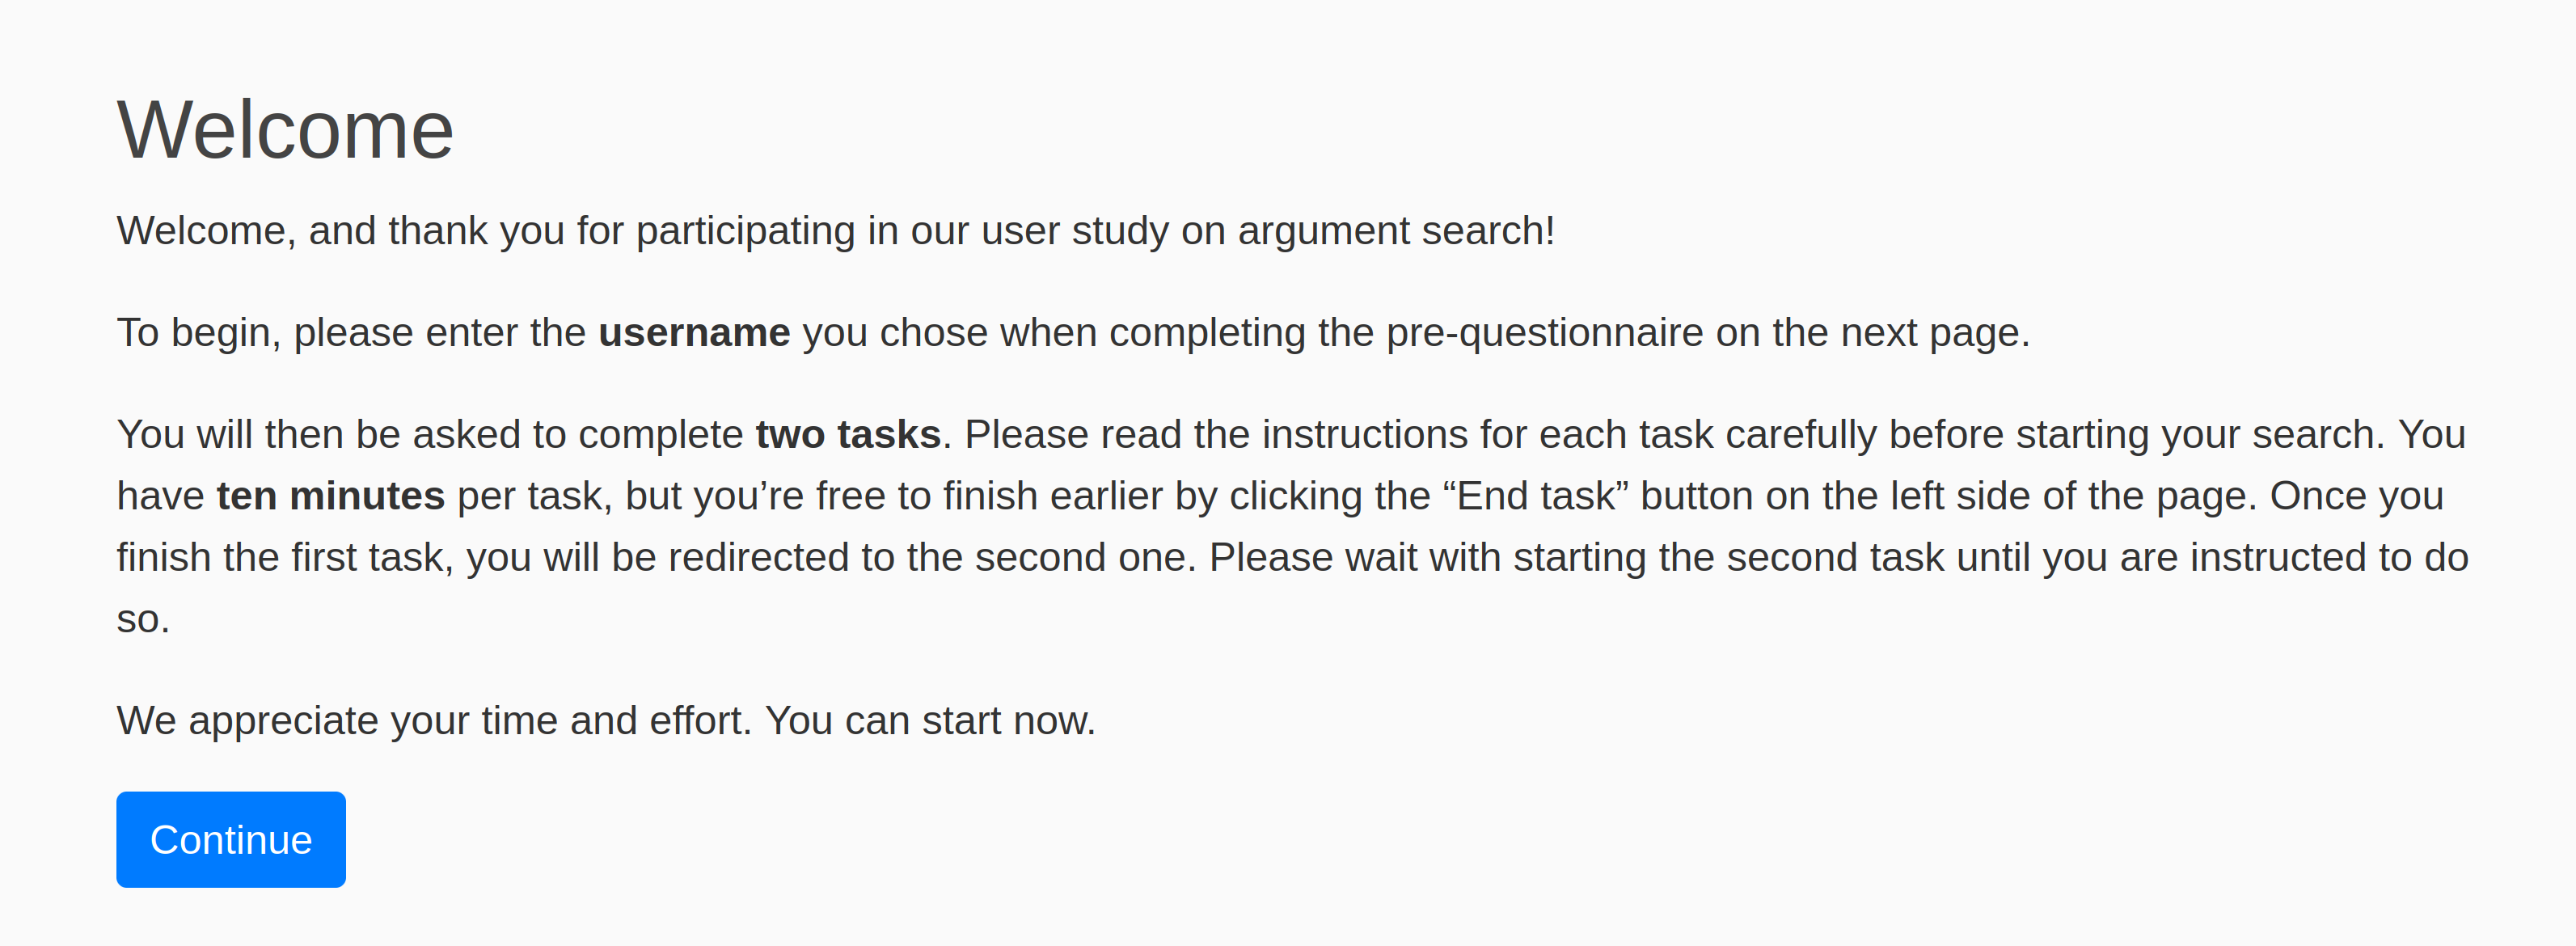 Welcome
Welcome, and thank you for participating in our user study on argument search!
To begin, please enter the username you chose when completing the pre-questionnaire on the next page.
You will then be asked to complete two tasks. Please read the instructions for each task carefully before starting your search. You
have ten minutes per task, but you’re free to finish earlier by clicking the “End task” button on the left side of the page. Once you
finish the first task, you will be redirected to the second one. Please wait with starting the second task until you are instructed to do
so.
We appreciate your time and effort. You can start now.
Continue